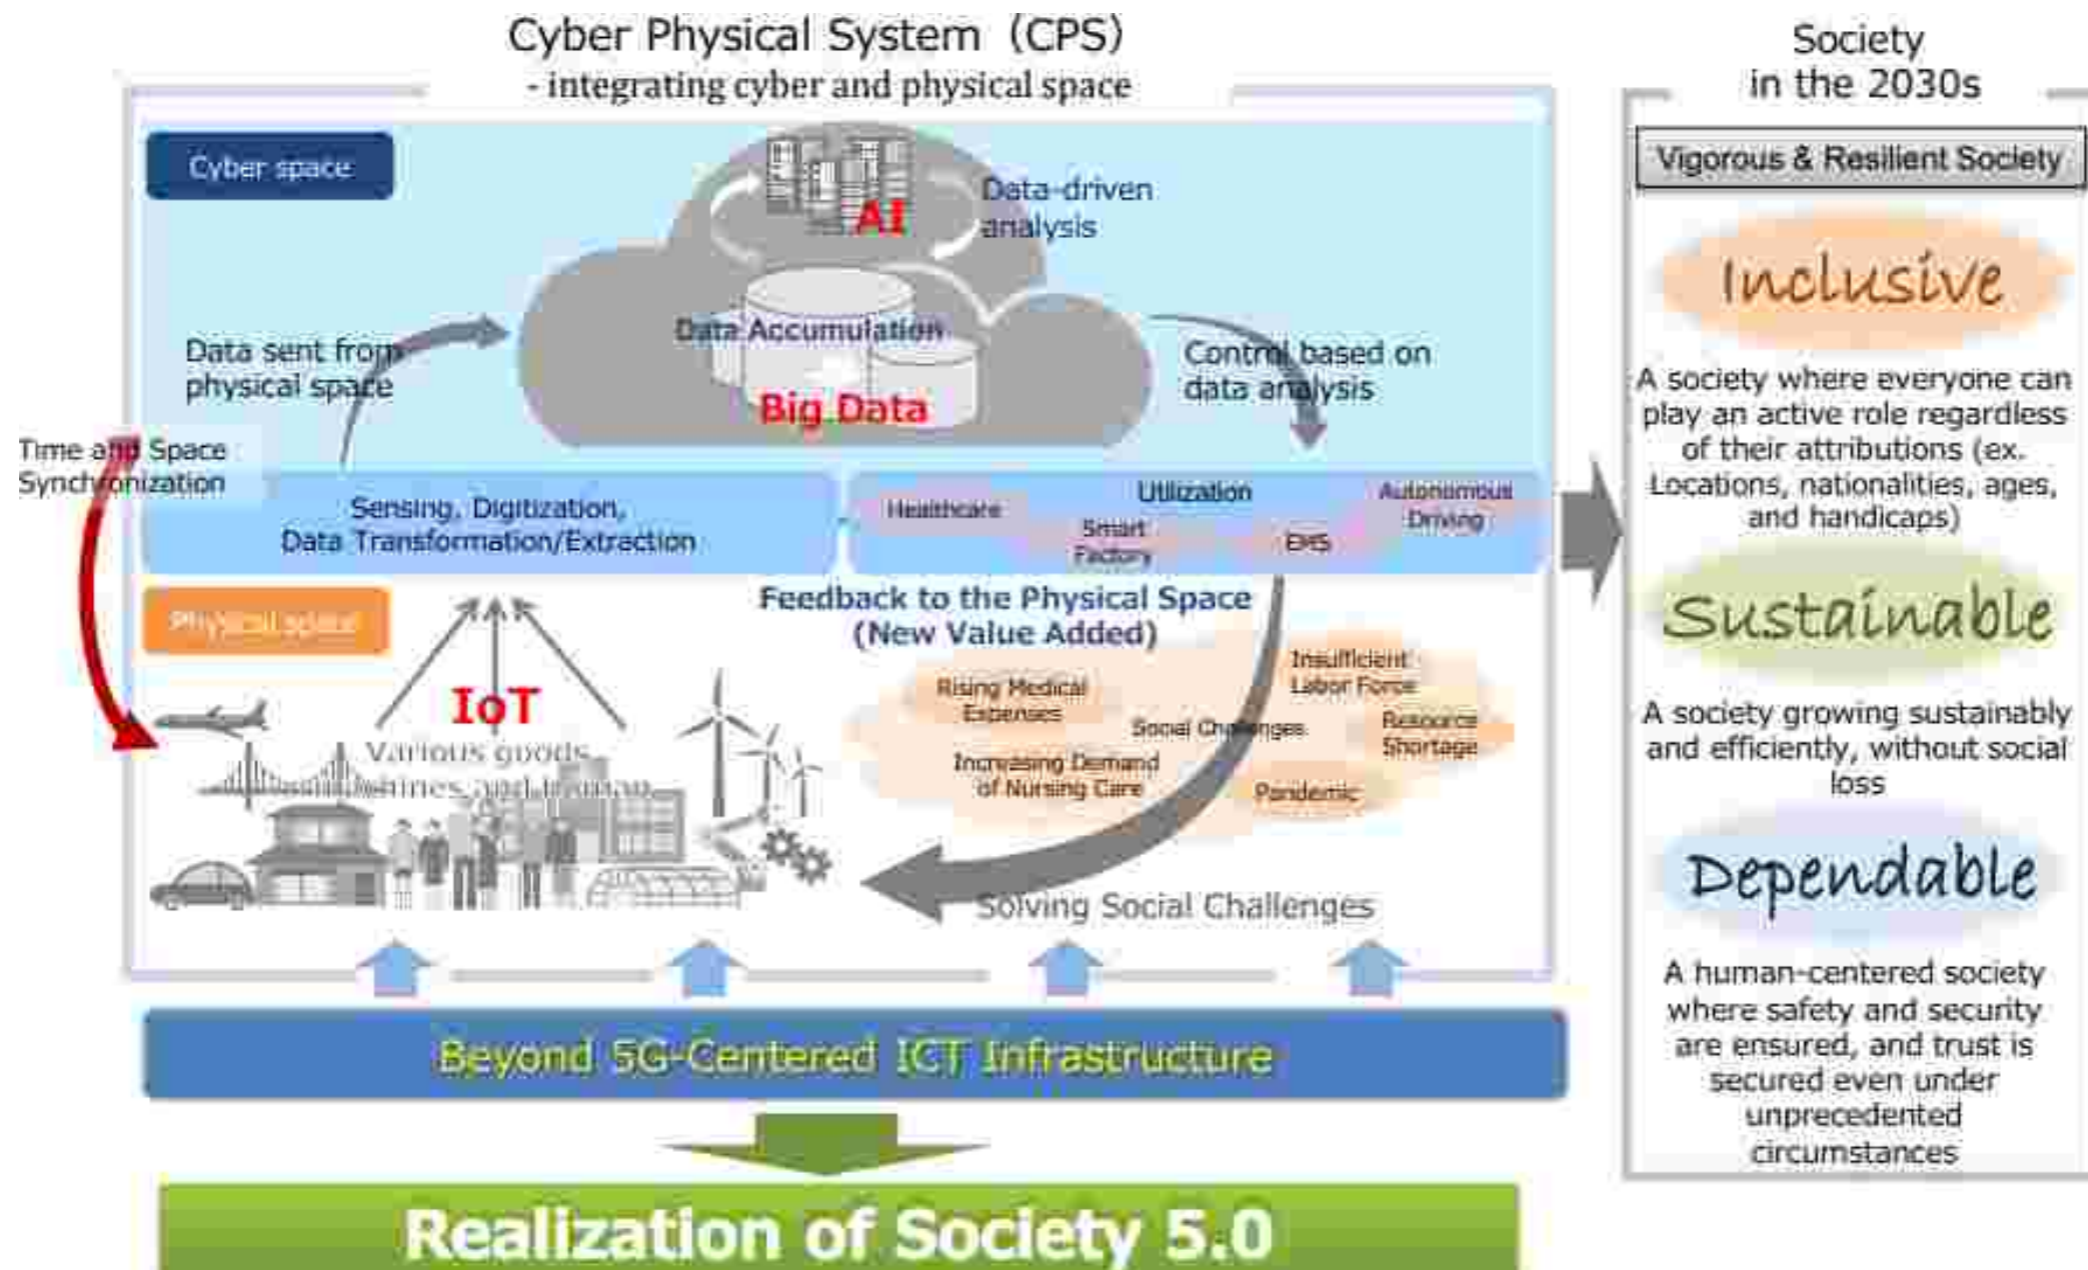 Cyber Physical System (CPS)
- integrating cyber and physical space
Society
in the 2030s
Cyber space
AI
Data-driven
analysis
Data Accumulation
Big Data
Data sent from
physical space
Control based on
data analysis
Time and Space
Synchronization
Sensing, Digitization,
Data Transformation/Extraction
Utilization
Healthcare
Smart
Factory
EMS
Autonomous
Driving
Physical space
Feedback to the Physical Space
(New Value Added)
IoT
Various goods,
and human
Rising Medical
Expenses
Insufficient
Labor Force
Social Challenges
Resource
Shortage
Increasing Demand
of Nursing Care
Pandemic
Solving Social Challenges
Beyond 5G-Centered ICT Infrastructure
Realization of Society 5.0
Vigorous & Resilient Society
Inclusive
A society where everyone can
play an active role regardless
of their attributions (ex.
Locations, nationalities, ages,
and handicaps)
Sustainable
A society growing sustainably
and efficiently, without social
loss
Dependable
A human-centered society
where safety and security
are ensured, and trust is
secured even under
unprecedented
circumstances